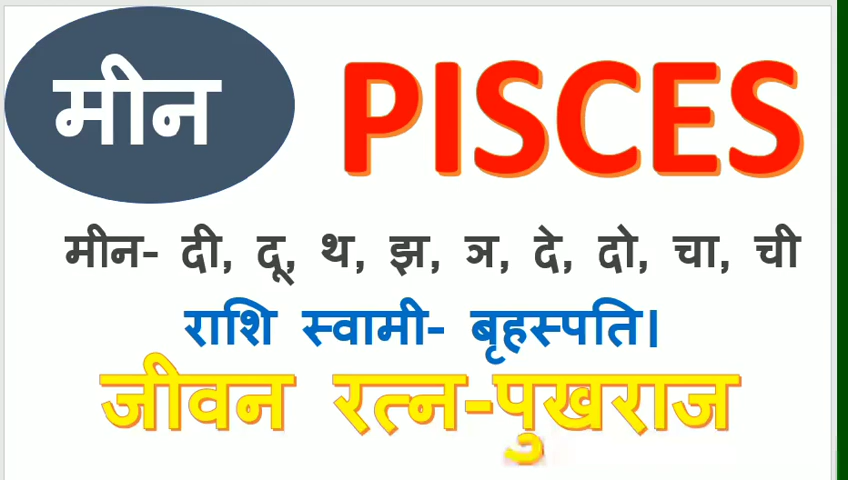 मीन
PISCES
मीन- दी, दू, थ, झ, ञ, दे, दो, चा, ची
राशि स्वामी- बृहस्पति।
जीवन रत्न-पुखराज